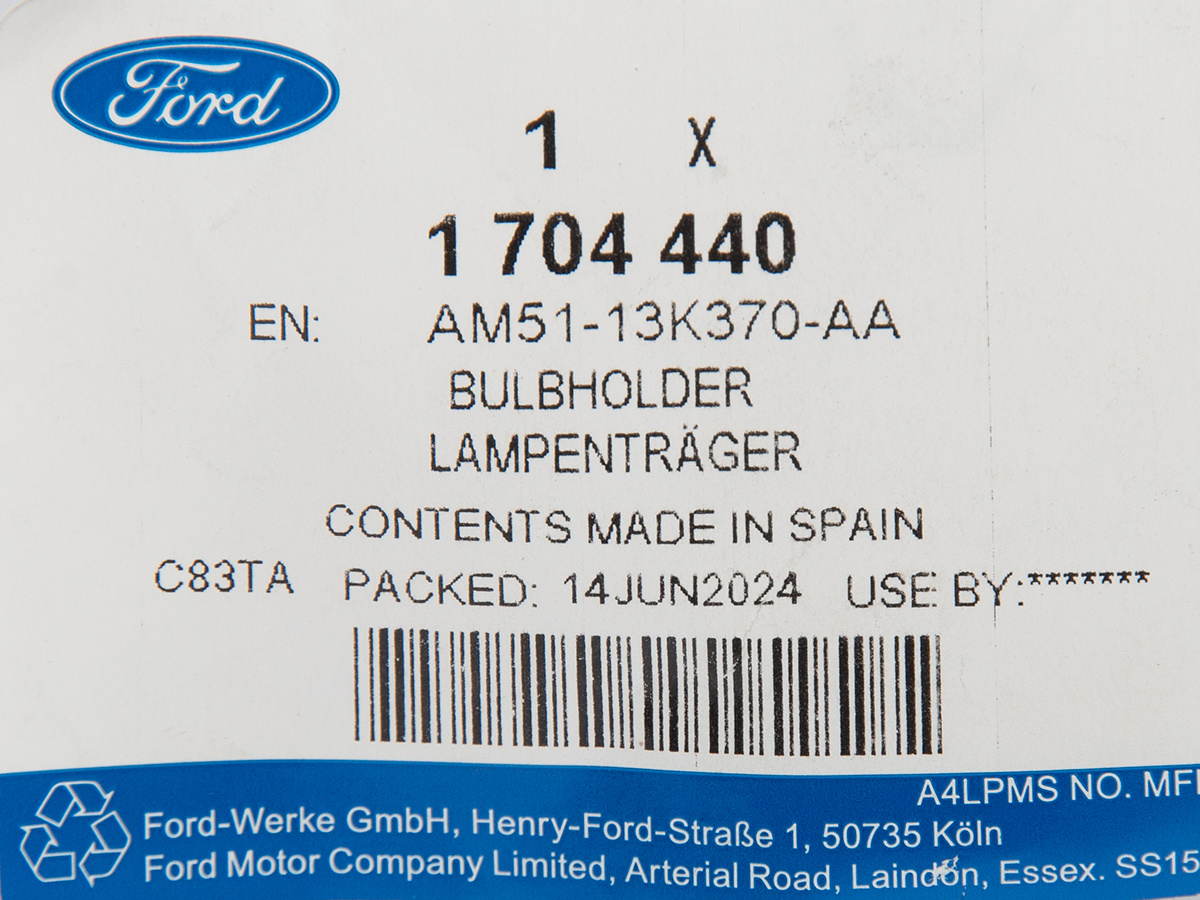 Ford
1 X
1 704 440
EN: AM51-13K370-AA
BULBHOLDER
LAMPENTRÄGER
CONTENTS MADE IN SPAIN
C83TA PACKED: 14JUN2024 USE BY:*******
A4LPMS NO. MF
Ford-Werke GmbH, Henry-Ford-Straße 1, 50735 Köln
Ford Motor Company Limited, Arterial Road, Laindon, Essex. SS15